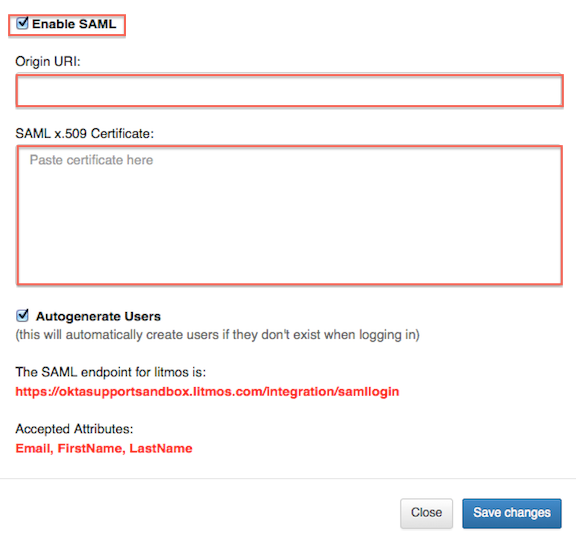 Enable SAML
Origin URI:
SAML x.509 Certificate:
Paste certificate here
Autogenerate Users
(this will automatically create users if they don't exist when logging in)
The SAML endpoint for litmos is:
https://oktasupportsandbox.litmos.com/integration/samllogin
Accepted Attributes:
Email, FirstName, LastName
Close Save changes